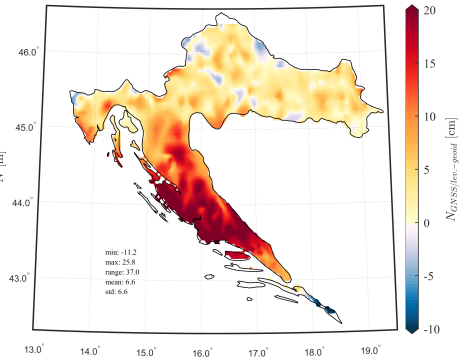 46.0°
45.0°
44.0°
43.0°
13.0°
14.0°
15.0°
16.0°
17.0°
18.0°
19.0°
N [m]
min: -11.2
max: 25.8
range: 37.0
mean: 6.6
std: 6.6
20
15
10
5
0
-5
-10
N_GNSS/lev.−geoid [cm]